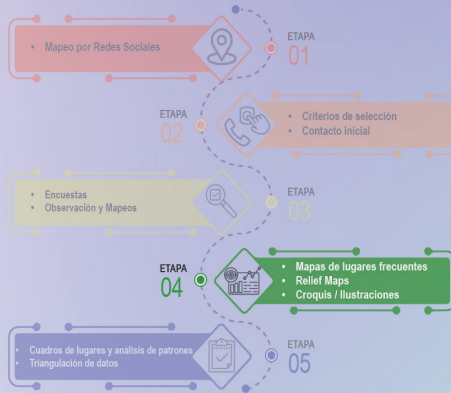 ETAPA
01
• Mapeo por Redes Sociales
ETAPA
02
• Criterios de selección
• Contacto inicial
ETAPA
03
• Encuestas
• Observación y Mapeos
ETAPA
04
• Mapas de lugares frecuentes
• Relief Maps
• Croquis / Ilustraciones
ETAPA
05
• Cuadros de lugares y análisis de patrones
• Triangulación de datos